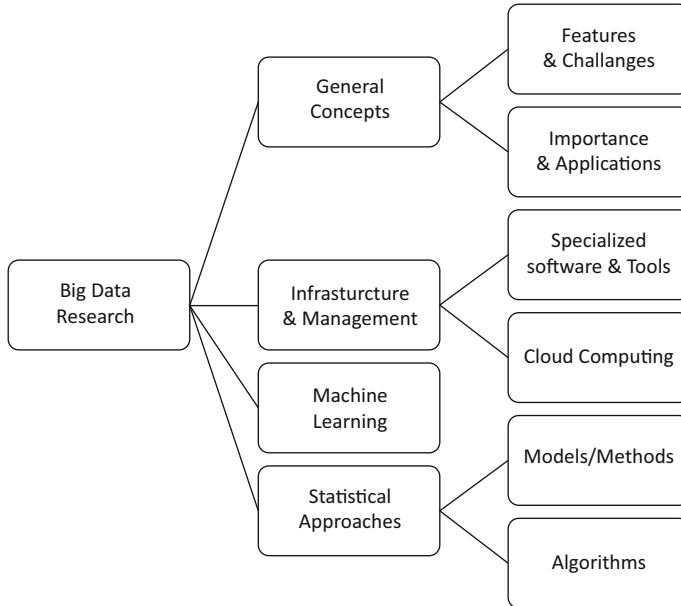 Big Data
Research
General
Concepts
Features
& Challanges
Importance
& Applications
Infrasturcture
& Management
Specialized
software & Tools
Cloud Computing
Machine
Learning
Statistical
Approaches
Models/Methods
Algorithms